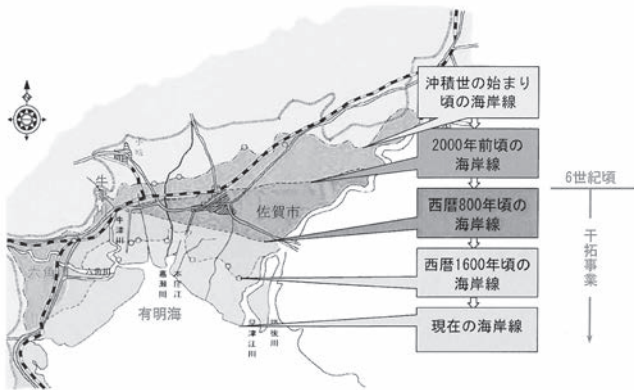 沖積世の始まり
頃の海岸線
2000年前頃の
海岸線
6世紀頃
西暦800年頃の
海岸線
干拓事業
西暦1600年頃の
海岸線
現在の海岸線
佐賀市
牛津川
六角川
嘉瀬川
本庄江
有明海
早津江川
筑後川